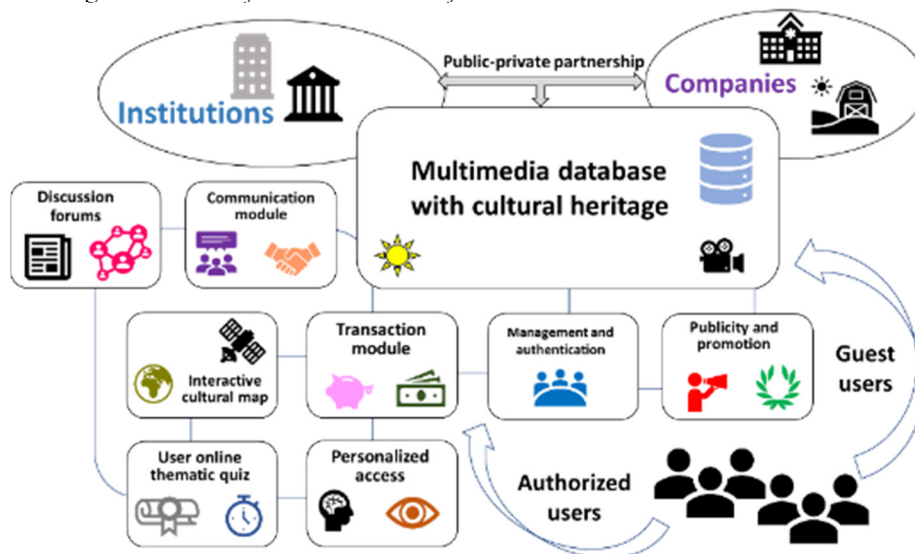 Public-private partnership
Institutions
Companies
Multimedia database
with cultural heritage
Discussion
forums
Communication
module
Interactive
cultural map
Transaction
module
Management and
authentication
Publicity and
promotion
Guest
users
User online
thematic quiz
Personalized
access
Authorized
users